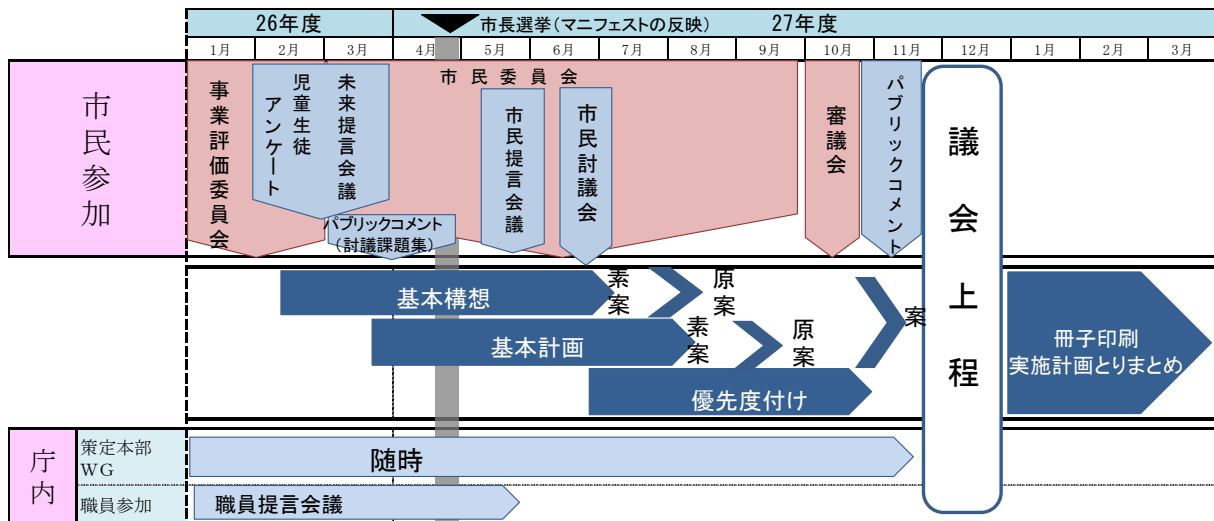 26年度
市長選挙(マニフェストの反映)
27年度
1月
2月
3月
4月
5月
6月
7月
8月
9月
10月
11月
12月
1月
2月
3月
市民参加
事業評価委員会
児童生徒
アンケート
未来提言会議
パブリックコメント
(討議課題集)
市民委員会
市民提言会議
市民討議会
審議会
パブリックコメント
議会上程
基本構想
素案
原案
基本計画
素案
原案
案
優先度付け
冊子印刷
実施計画とりまとめ
庁内
策定本部
WG
随時
職員参加
職員提言会議